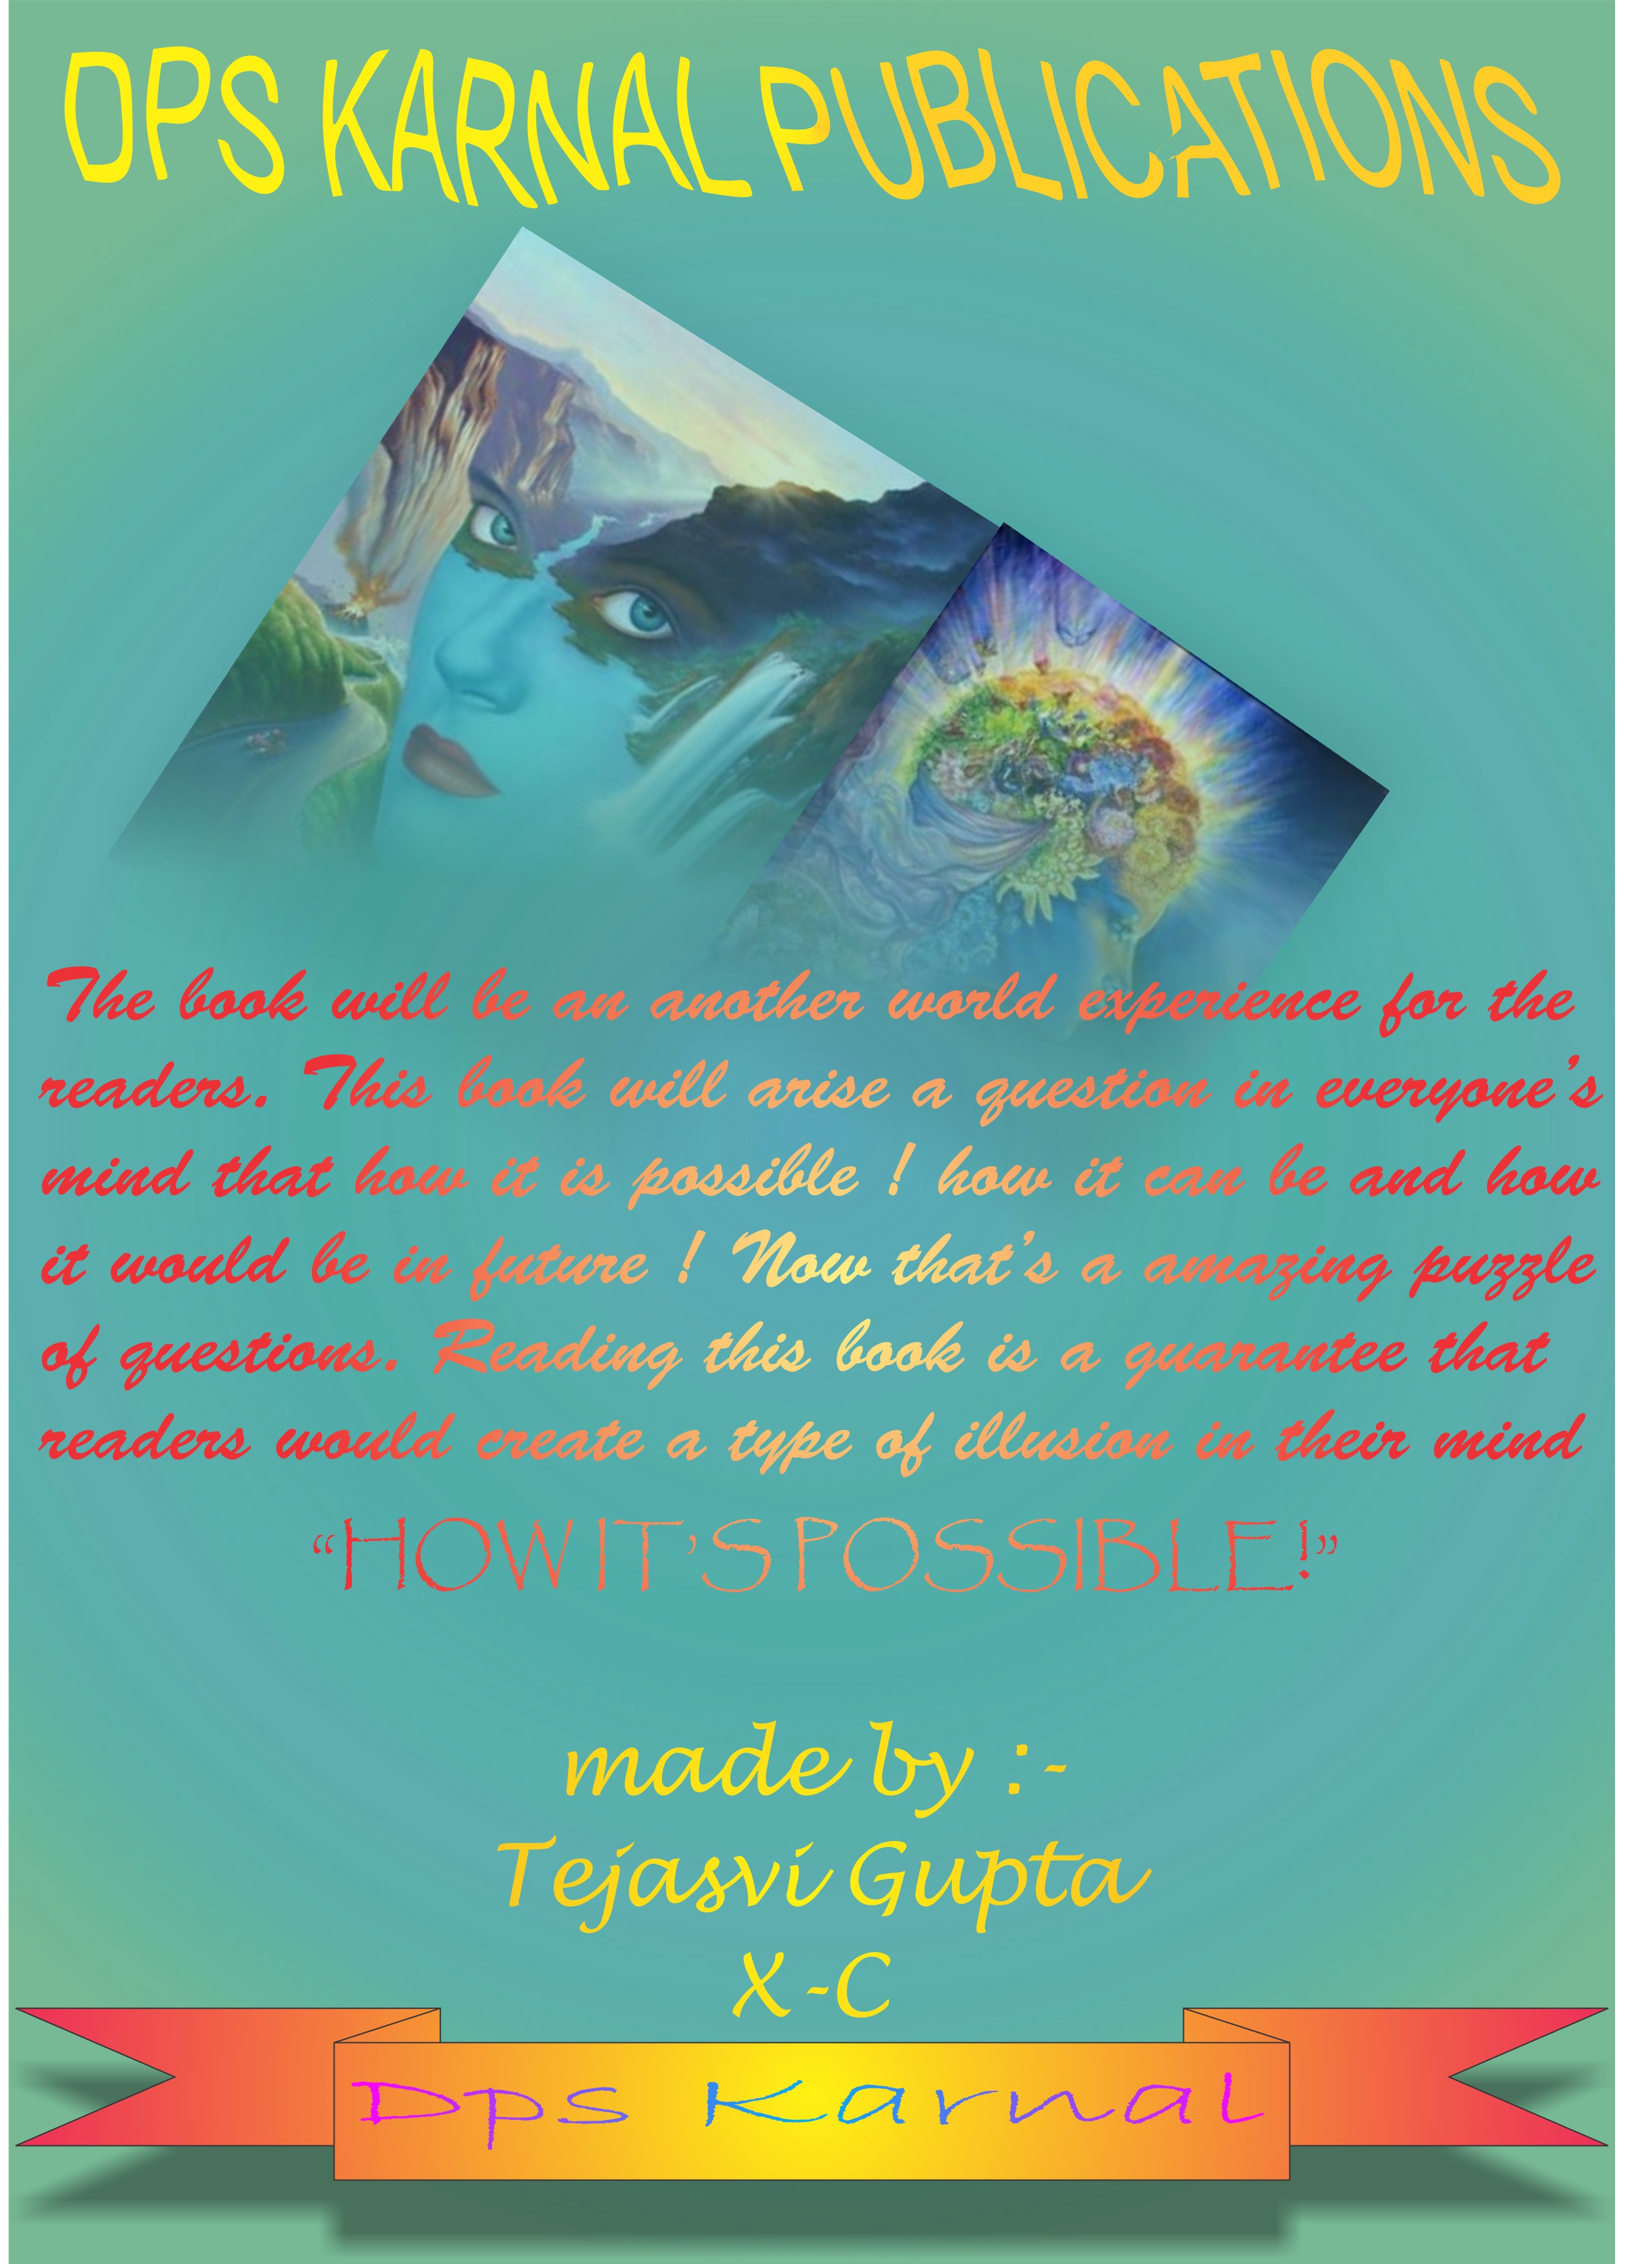 DPS KARNAL PUBLICATIONS
The book will be an another world experience for the
readers. This book will arise a question in everyone's
mind that how it is possible ! how it can be and how
it would be in future ! Now that's a amazing puzzle
of questions. Reading this book is a guarantee that
readers would create a type of illusion in their mind
“HOW IT’S POSSIBLE!”
made by :-
Tejasvi Gupta
X-C
Dps Karnal